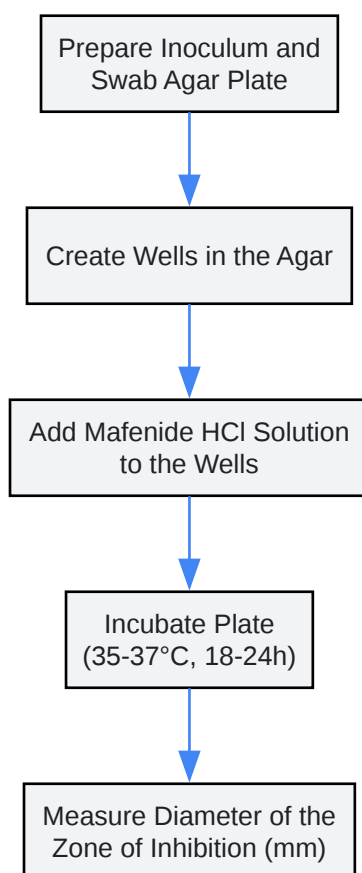 Prepare Inoculum and
Swab Agar Plate
Create Wells in the Agar
Add Mafenide HCl Solution
to the Wells
Incubate Plate
(35-37°C, 18-24h)
Measure Diameter of the
Zone of Inhibition (mm)